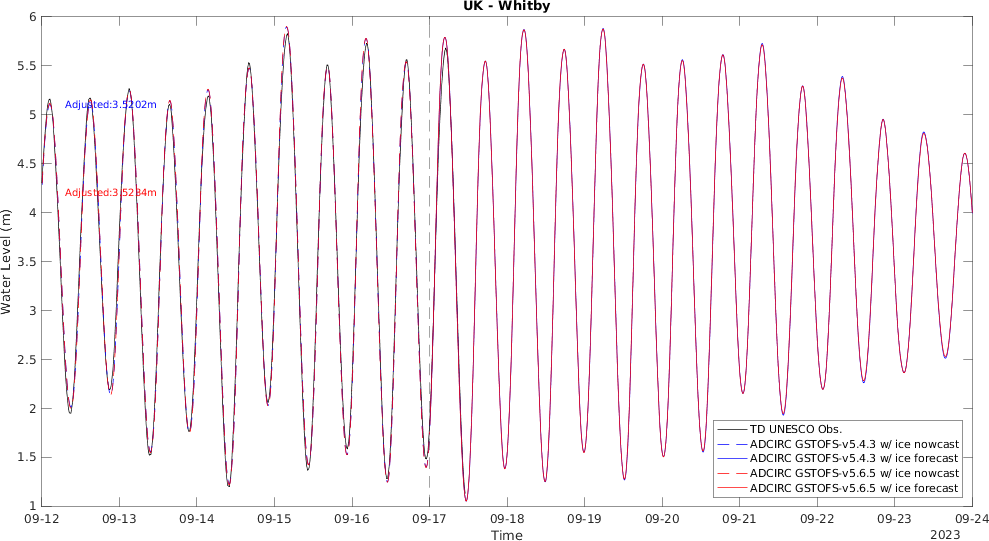 UK - Whitby
6
5.5
5
4.5
4
3.5
3
2.5
2
1.5
1
Water Level (m)
Adjusted:3.5202m
Adjusted:3.5284m
TD UNESCO Obs.
ADCIRC GSTOFS-v5.4.3 w/ ice nowcast
ADCIRC GSTOFS-v5.4.3 w/ ice forecast
ADCIRC GSTOFS-v5.6.5 w/ ice nowcast
ADCIRC GSTOFS-v5.6.5 w/ ice forecast
09-12 09-13 09-14 09-15 09-16 09-17 09-18 09-19 09-20 09-21 09-22 09-23 09-24
Time
2023